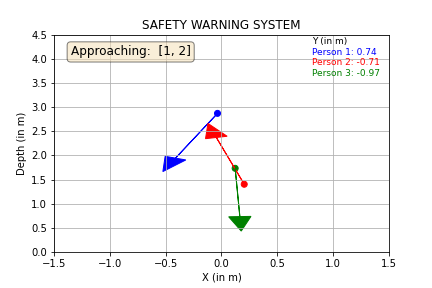 SAFETY WARNING SYSTEM
Approaching:  [1, 2]
Y (in m)
Person 1: 0.74
Person 2: -0.71
Person 3: -0.97
4.5
4.0
3.5
3.0
2.5
2.0
1.5
1.0
0.5
0.0
Depth (in m)
−1.5 −1.0 −0.5 0.0 0.5 1.0 1.5
X (in m)